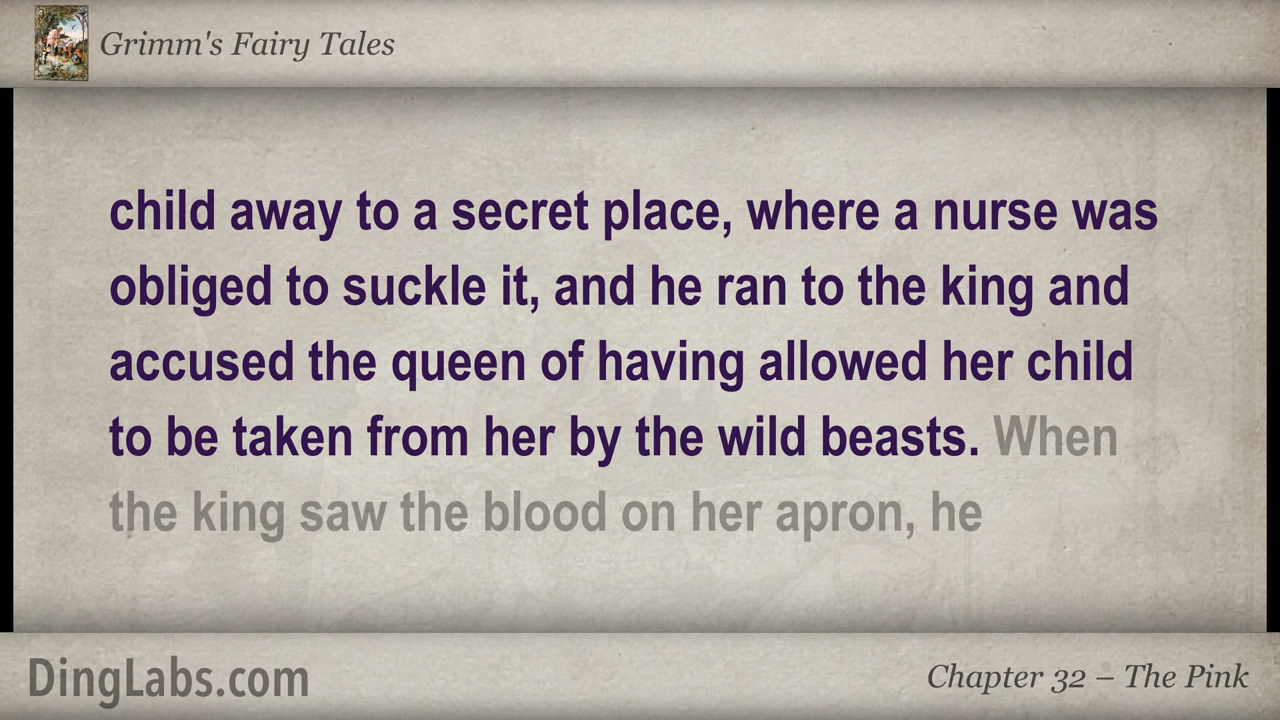 Grimm's Fairy Tales
child away to a secret place, where a nurse was
obliged to suckle it, and he ran to the king and
accused the queen of having allowed her child
to be taken from her by the wild beasts. When
the king saw the blood on her apron, he
DingLabs.com
Chapter 32 – The Pink